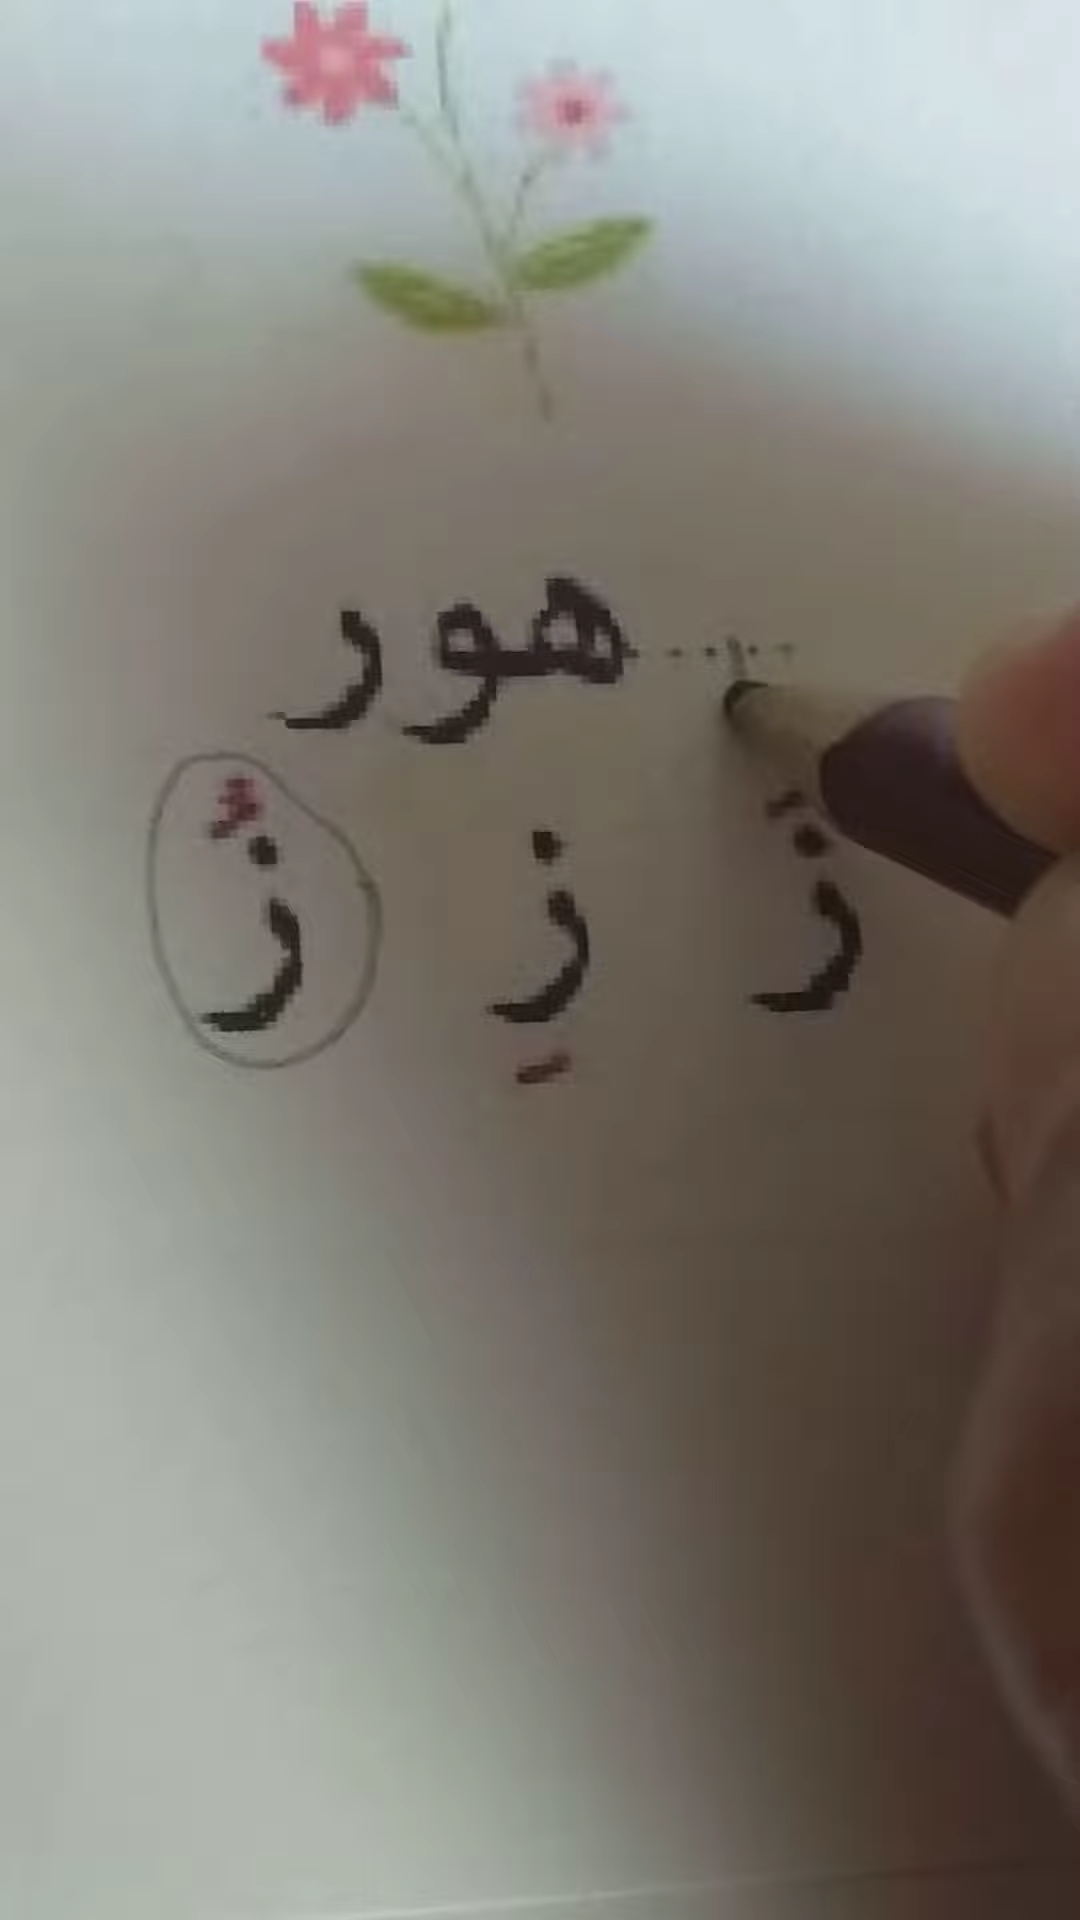 .....هور
زَ زِ زُ